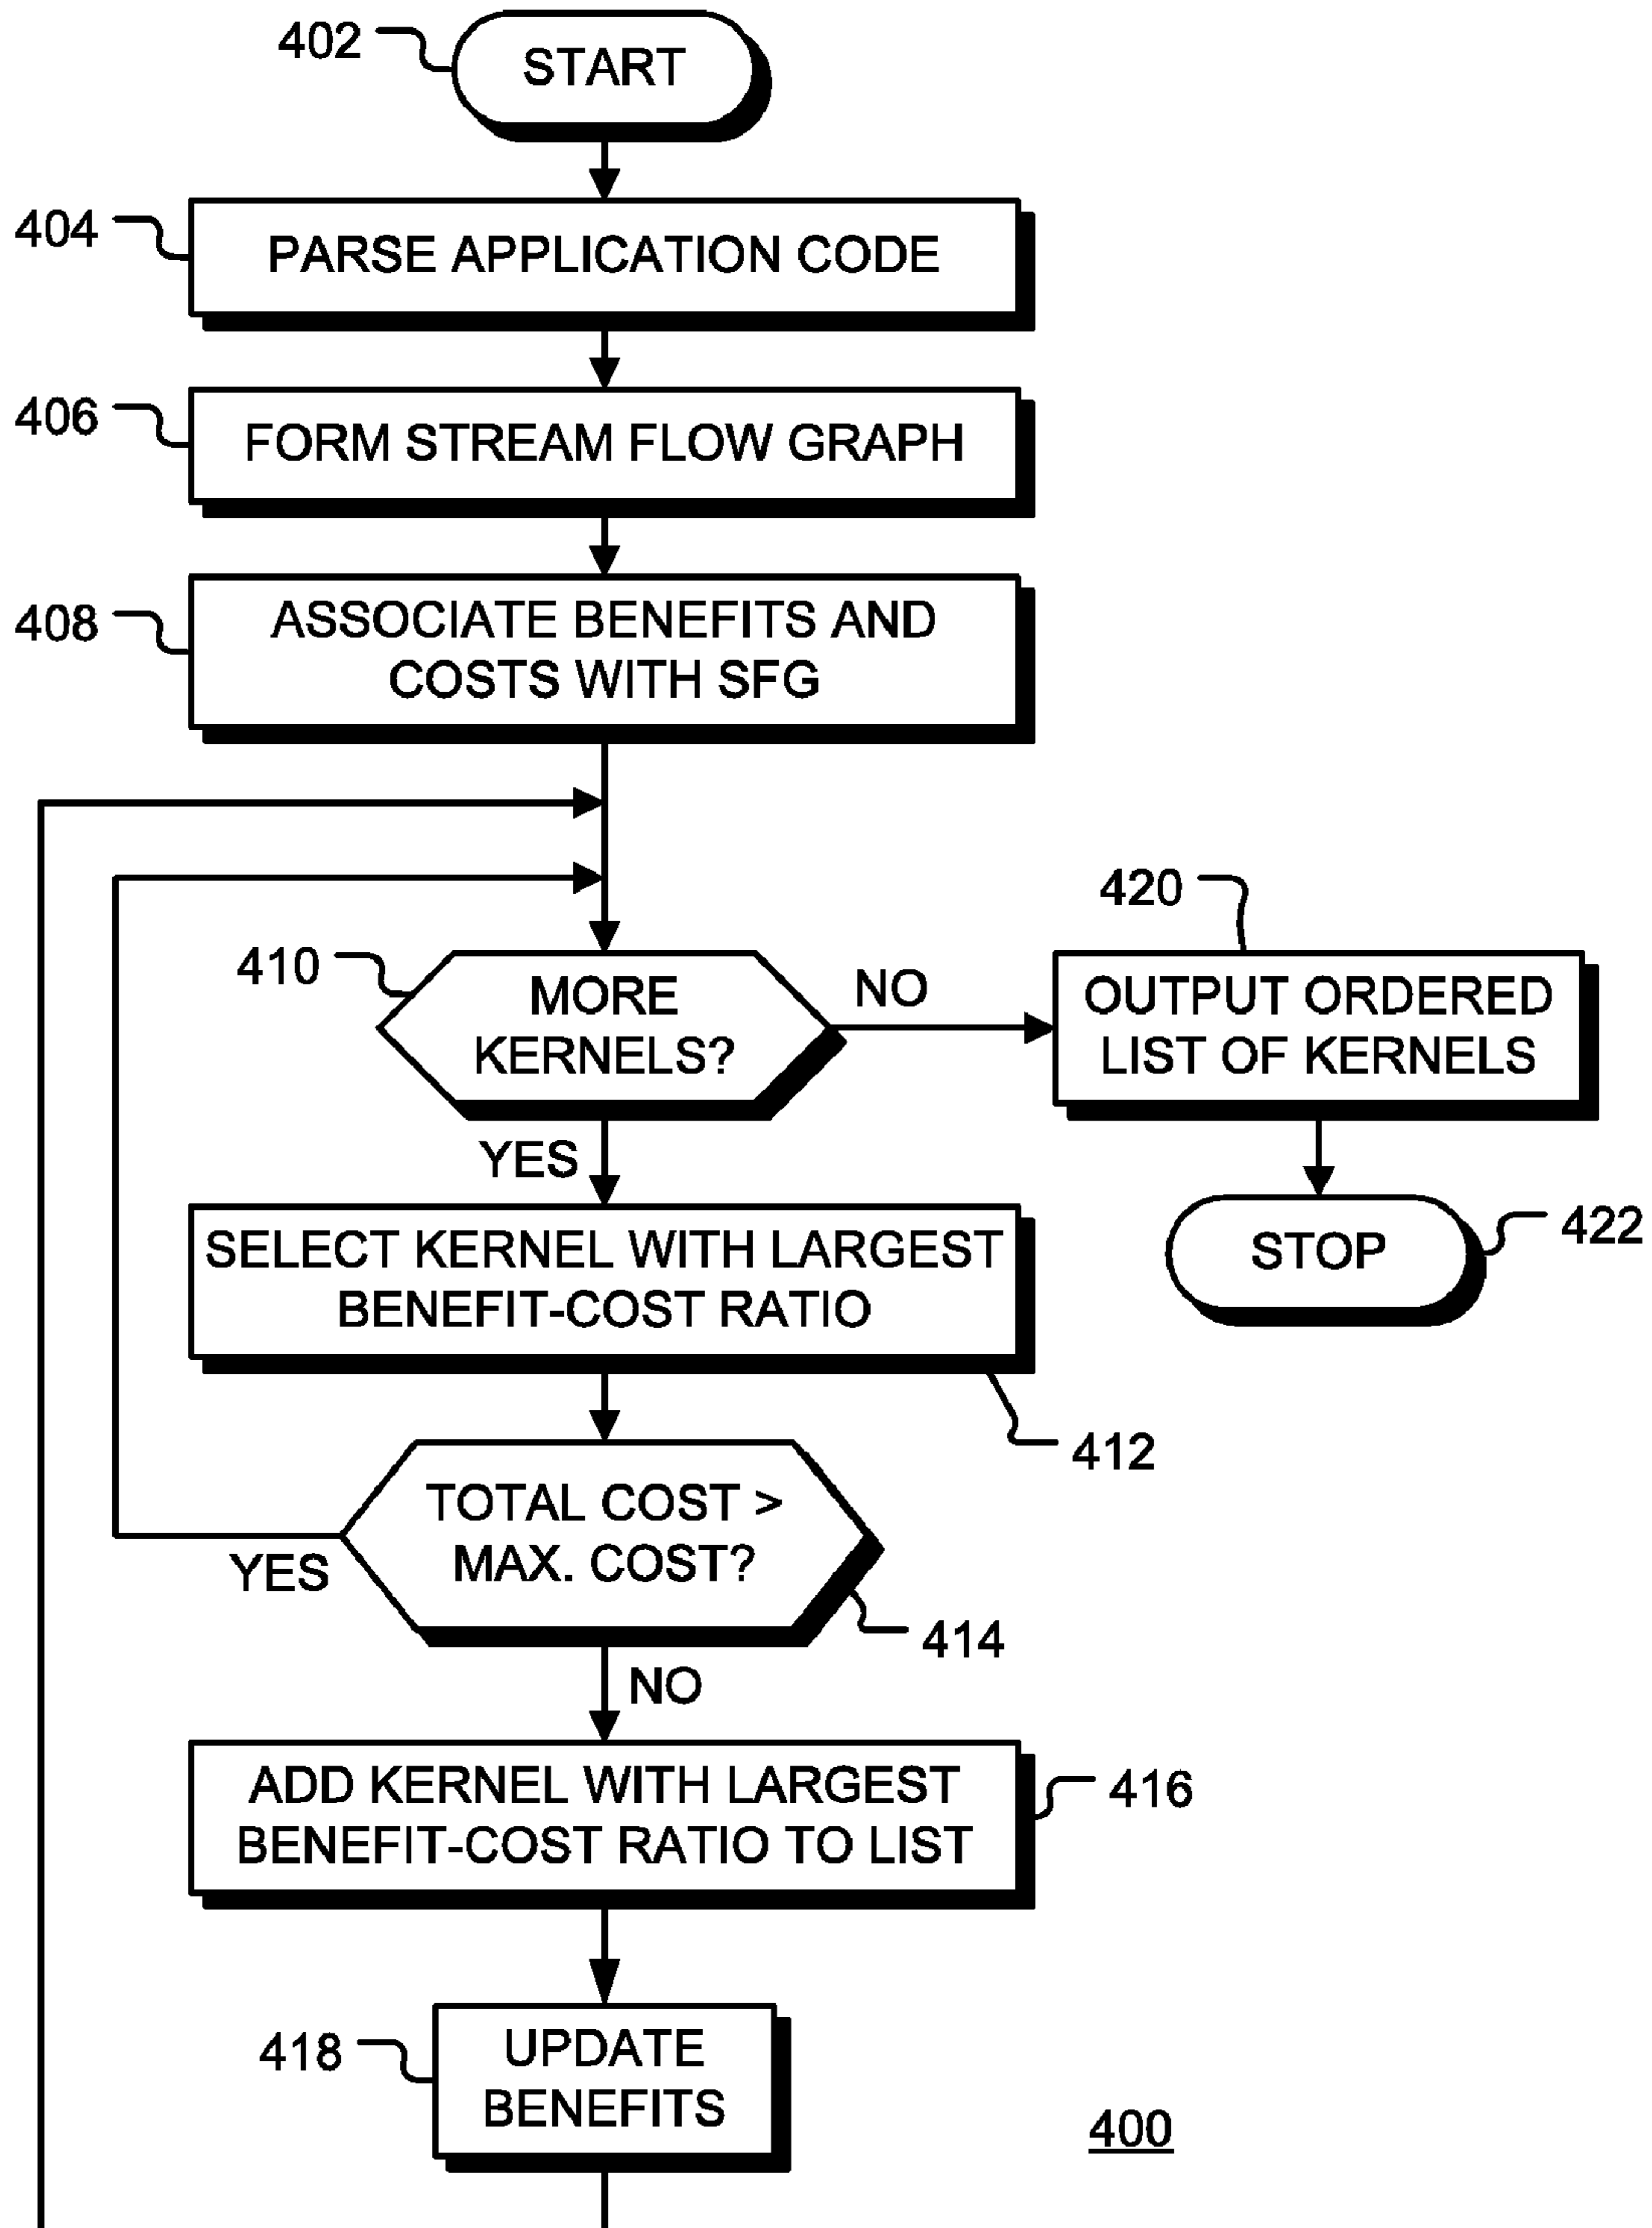 402
START
404
PARSE APPLICATION CODE
406
FORM STREAM FLOW GRAPH
408
ASSOCIATE BENEFITS AND
COSTS WITH SFG
410
MORE
KERNELS?
NO
420
OUTPUT ORDERED
LIST OF KERNELS
YES
SELECT KERNEL WITH LARGEST
BENEFIT-COST RATIO
412
STOP
422
TOTAL COST >
MAX. COST?
YES
414
NO
ADD KERNEL WITH LARGEST
BENEFIT-COST RATIO TO LIST
416
418
UPDATE
BENEFITS
400